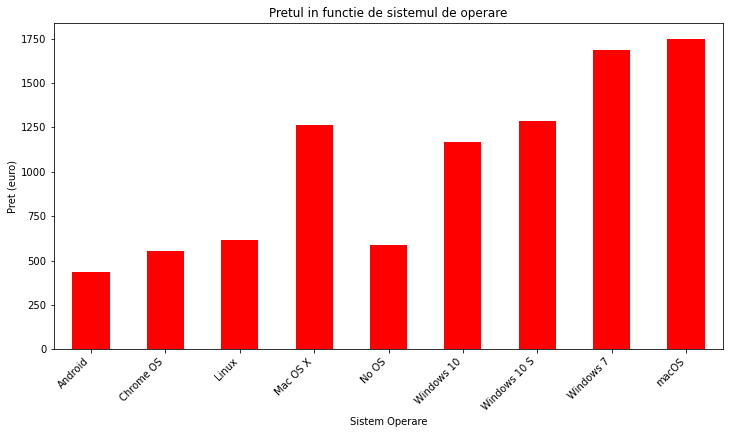 Pretul in functie de sistemul de operare
Pret (euro)
1750
1500
1250
1000
750
500
250
0
Android
Chrome OS
Linux
Mac OS X
No OS
Windows 10
Windows 10 S
Windows 7
macOS
Sistem Operare